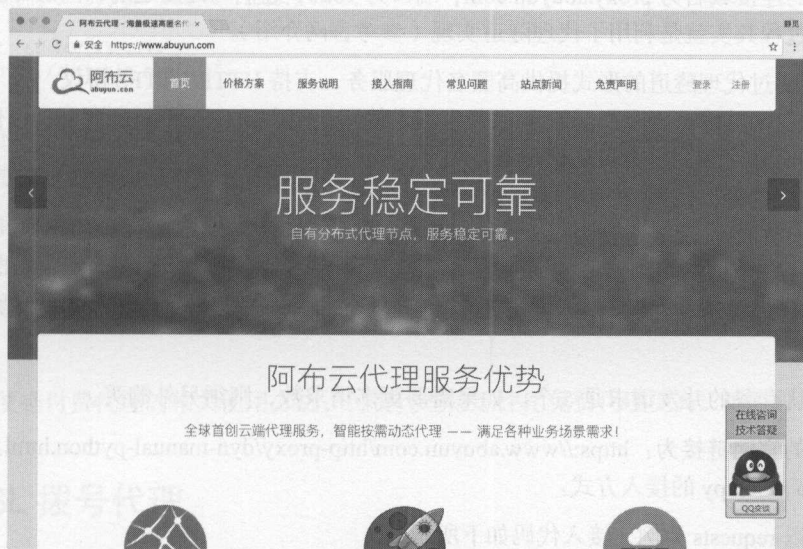 阿布云代理 - 海量极速高匿名代 ×
静觅
安全 https://www.abuyun.com
阿布云
abuyun.com
首页 价格方案 服务说明 接入指南 常见问题 站点新闻 免责声明 登录 注册
服务稳定可靠
自有分布式代理节点，服务稳定可靠。
阿布云代理服务优势
全球首创云端代理服务，智能按需动态代理 —— 满足各种业务场景需求！
在线咨询
技术答疑
QQ交谈